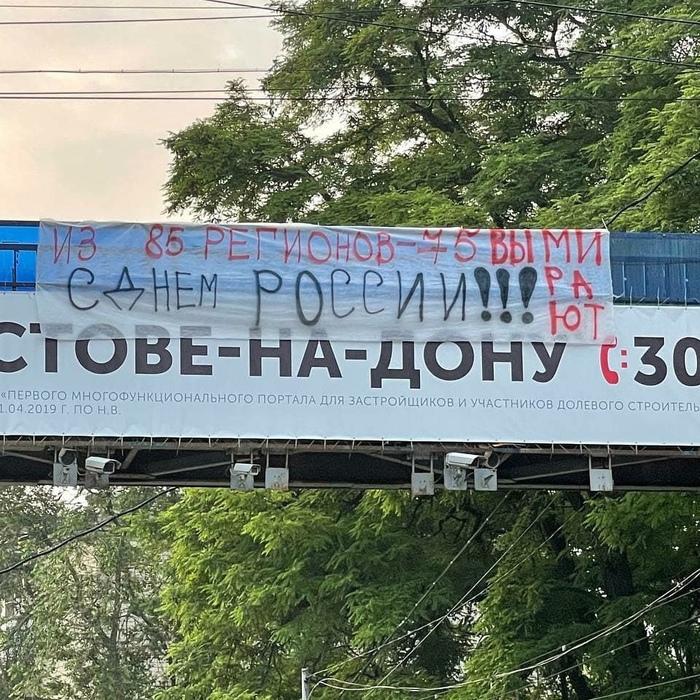 ИЗ 85 РЕГИОНОВ-75 ВЫМИ
РА
ЮТ
С ДНЕМ РОССИИ!!!
СТОВЕ-НА-ДОНУ :30
«ПЕРВОГО МНОГОФУНКЦИОНАЛЬНОГО ПОРТАЛА ДЛЯ ЗАСТРОЙЩИКОВ И УЧАСТНИКОВ ДОЛЕВОГО СТРОИТЕЛЬ
1.04.2019 Г. ПО Н.В.